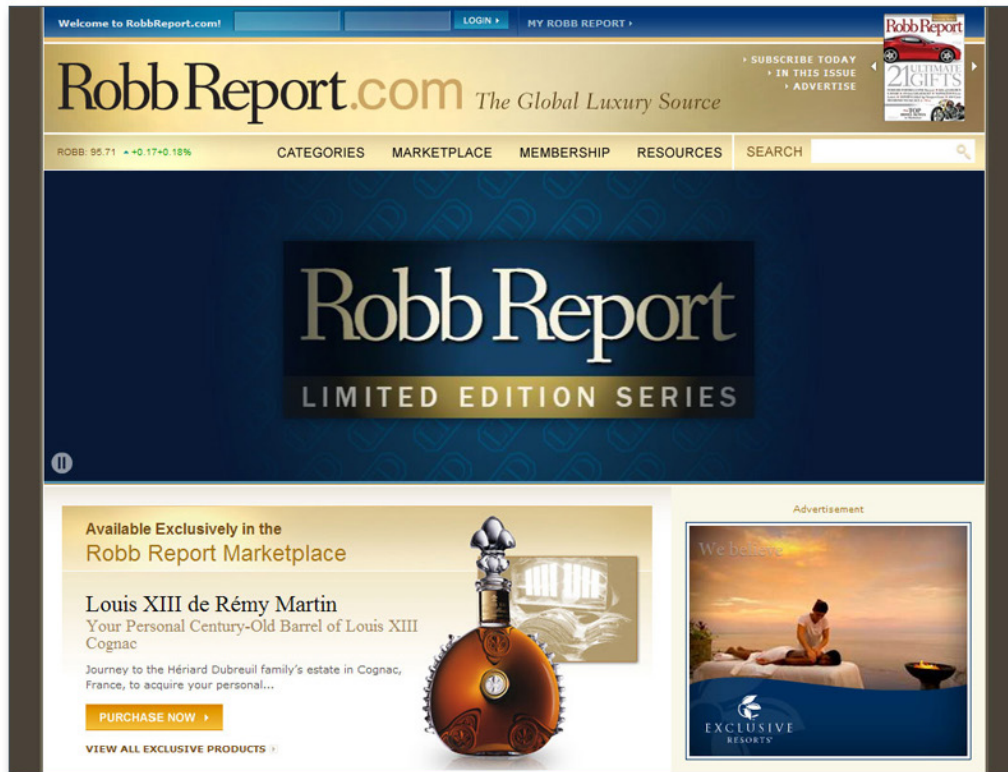 Welcome to RobbReport.com!
LOGIN
MY ROBB REPORT
RobbReport.com The Global Luxury Source
SUBSCRIBE TODAY
IN THIS ISSUE
ADVERTISE
RobbReport
21 ULTIMATE
GIFTS
TOP
ROBB: 95.71 +0.17+0.18%
CATEGORIES MARKETPLACE MEMBERSHIP RESOURCES SEARCH
Robb Report
LIMITED EDITION SERIES
Available Exclusively in the
Robb Report Marketplace
Louis XIII de Rémy Martin
Your Personal Century-Old Barrel of Louis XIII
Cognac
Journey to the Hériard Dubreuil family's estate in Cognac,
France, to acquire your personal...
PURCHASE NOW
VIEW ALL EXCLUSIVE PRODUCTS
Advertisement
We believe
EXCLUSIVE
RESORTS